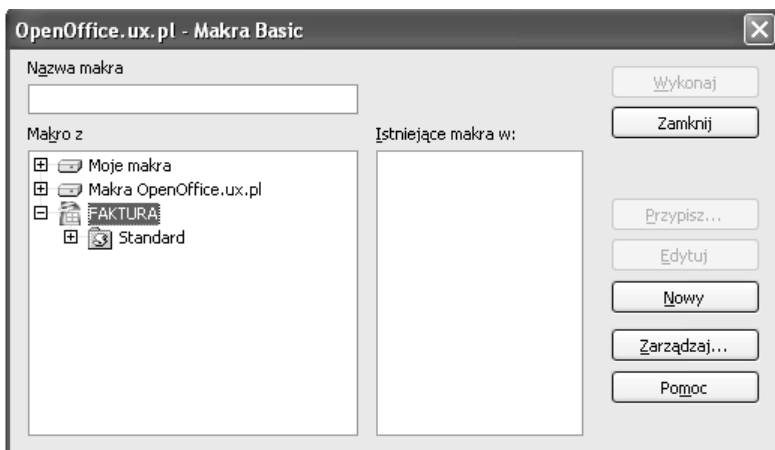 OpenOffice.ux.pl - Makra Basic
Nazwa makra
Wykonaj
Zamknij
Makro z
Istniejące makra w:
Moje makra
Makra OpenOffice.ux.pl
FAKTURA
Standard
Przypisz...
Edytuj
Nowy
Zarządzaj...
Pomoc